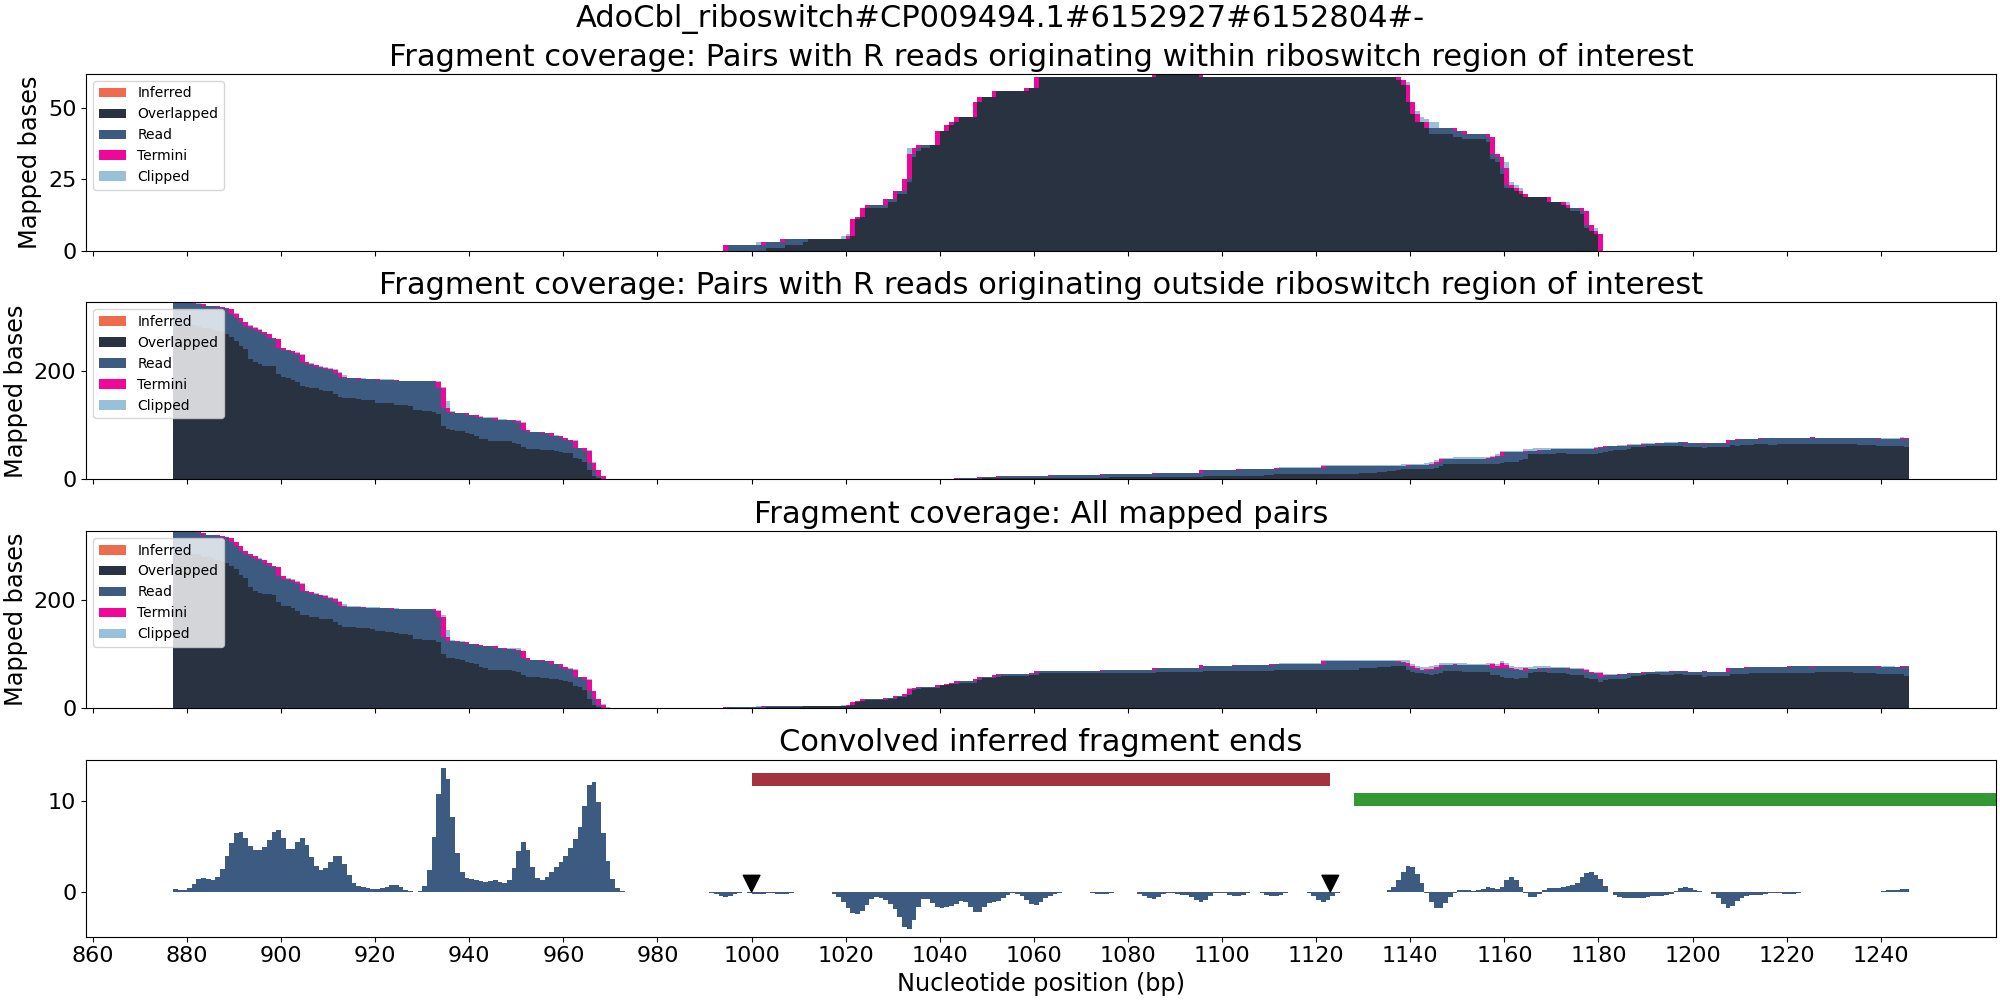 AdoCbl_riboswitch#CP009494.1#6152927#6152804#-
Fragment coverage: Pairs with R reads originating within riboswitch region of interest
Mapped bases
50
25
0
Inferred
Overlapped
Read
Termini
Clipped
Fragment coverage: Pairs with R reads originating outside riboswitch region of interest
Mapped bases
200
0
Inferred
Overlapped
Read
Termini
Clipped
Fragment coverage: All mapped pairs
Mapped bases
200
0
Inferred
Overlapped
Read
Termini
Clipped
Convolved inferred fragment ends
10
0
860 880 900 920 940 960 980 1000 1020 1040 1060 1080 1100 1120 1140 1160 1180 1200 1220 1240
Nucleotide position (bp)